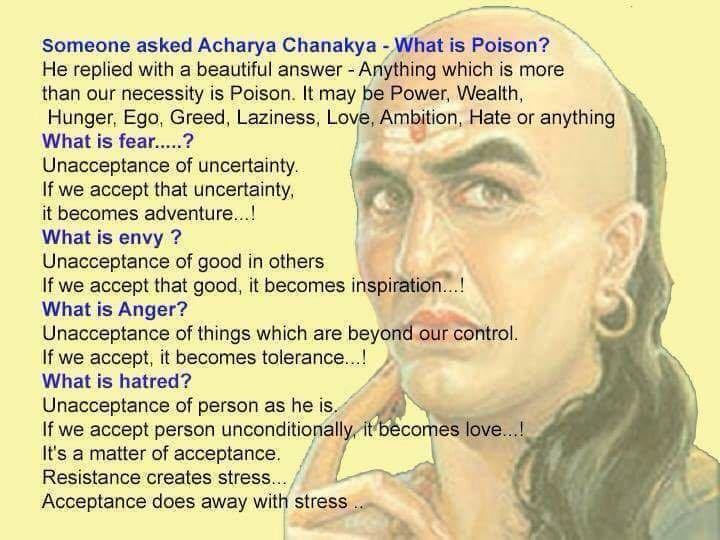 Someone asked Acharya Chanakya - What is Poison?
He replied with a beautiful answer - Anything which is more
than our necessity is Poison. It may be Power, Wealth,
Hunger, Ego, Greed, Laziness, Love, Ambition, Hate or anything
What is fear.....?
Unacceptance of uncertainty.
If we accept that uncertainty,
it becomes adventure...!
What is envy ?
Unacceptance of good in others
If we accept that good, it becomes inspiration...!
What is Anger?
Unacceptance of things which are beyond our control.
If we accept, it becomes tolerance...!
What is hatred?
Unacceptance of person as he is.
If we accept person unconditionally, it becomes love...!
It's a matter of acceptance.
Resistance creates stress...
Acceptance does away with stress ..